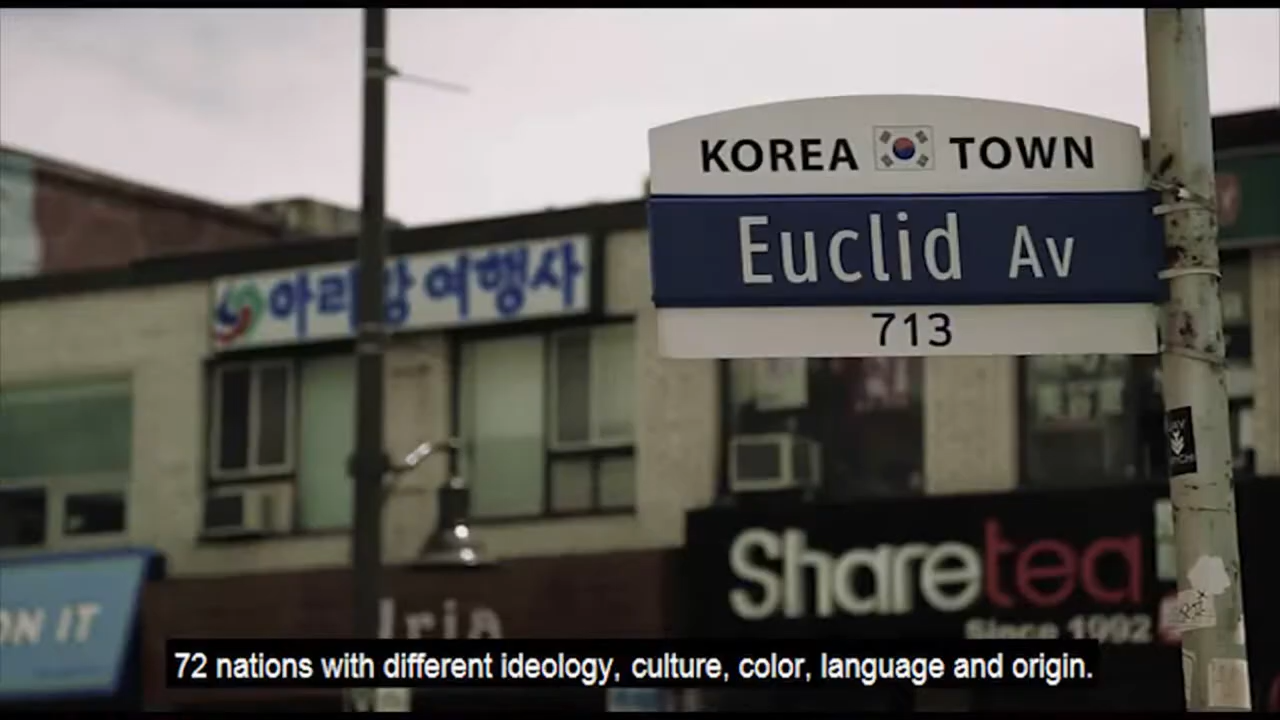 KOREA TOWN
Euclid Av
713
아리랑 여행사
Sharetea
Since 1992
ON IT
Iria
72 nations with different ideology, culture, color, language and origin.